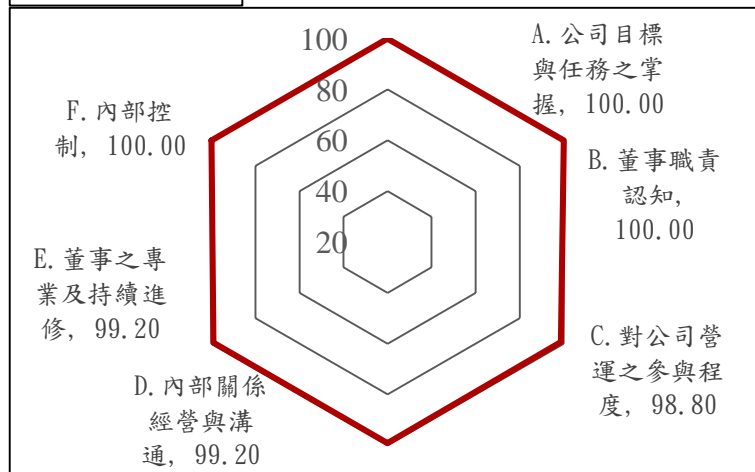 100
80
60
40
20
A.公司目標
與任務之掌
握, 100.00
B.董事職責
認知,
100.00
C.對公司營
運之參與程
度, 98.80
D.內部關係
經營與溝
通, 99.20
E.董事之專
業及持續進
修, 99.20
F.內部控
制, 100.00